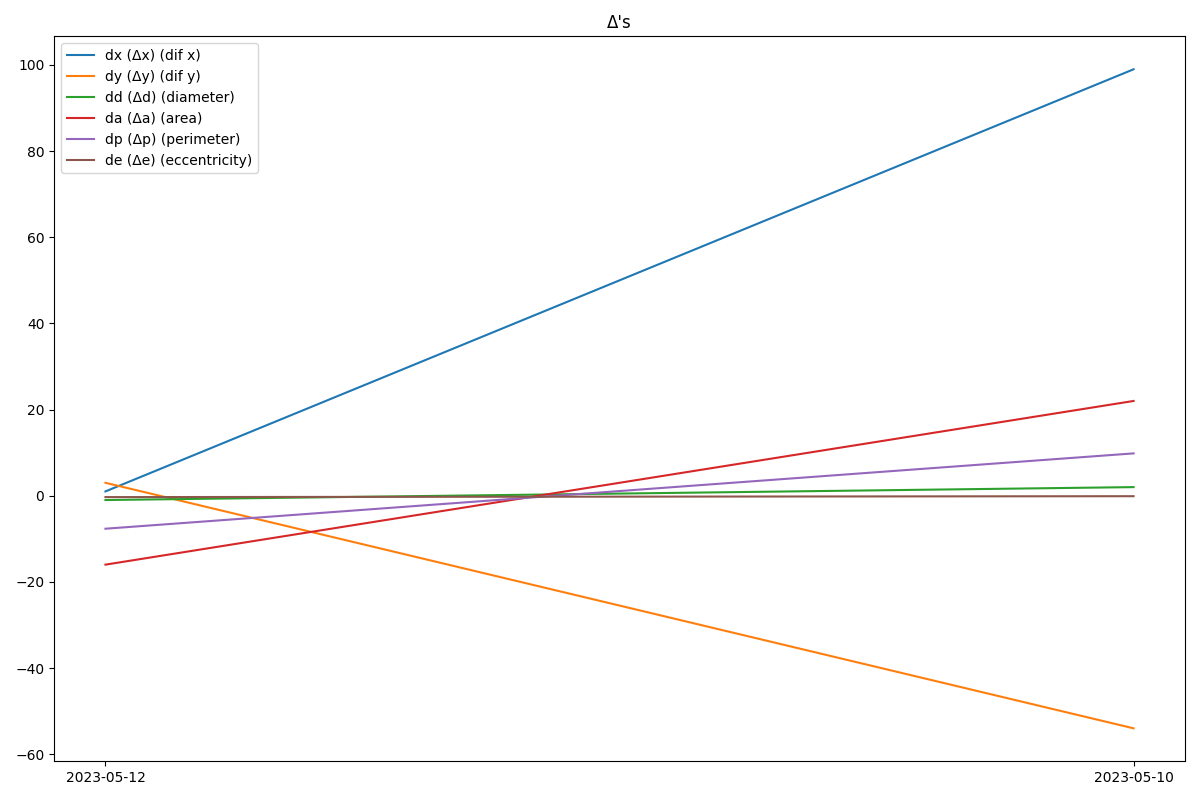 Δ's
dx (Δx) (dif x)
dy (Δy) (dif y)
dd (Δd) (diameter)
da (Δa) (area)
dp (Δp) (perimeter)
de (Δe) (eccentricity)
100
80
60
40
20
0
−20
−40
−60
2023-05-12 2023-05-10